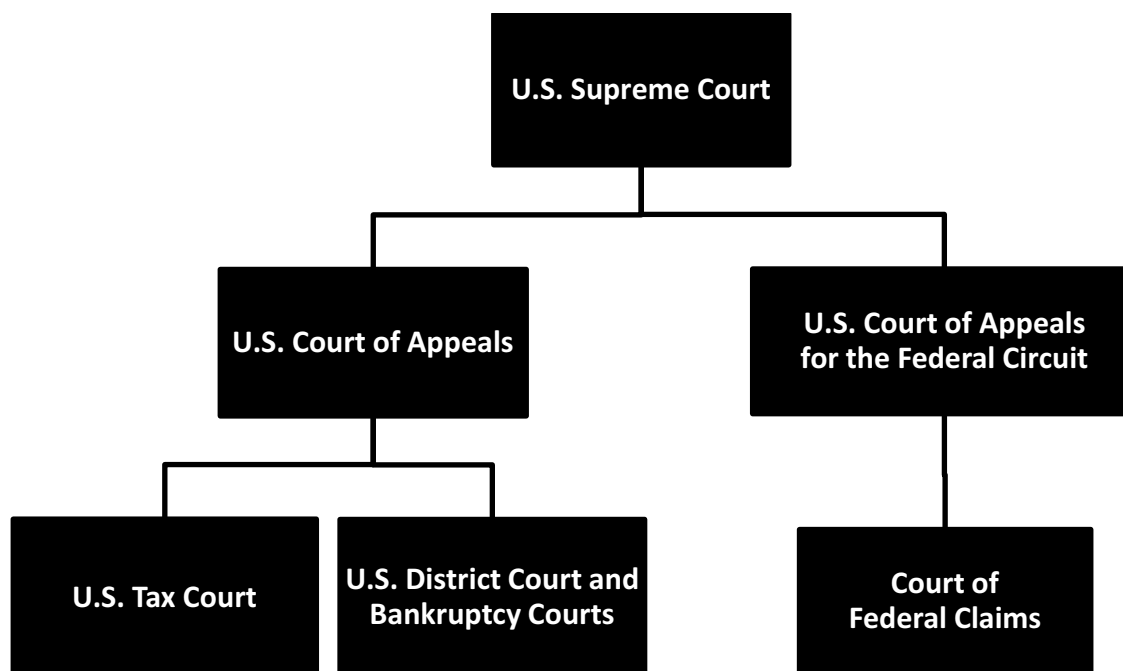 U.S. Supreme Court
U.S. Court of Appeals
U.S. Court of Appeals
for the Federal Circuit
U.S. Tax Court
U.S. District Court and
Bankruptcy Courts
Court of
Federal Claims